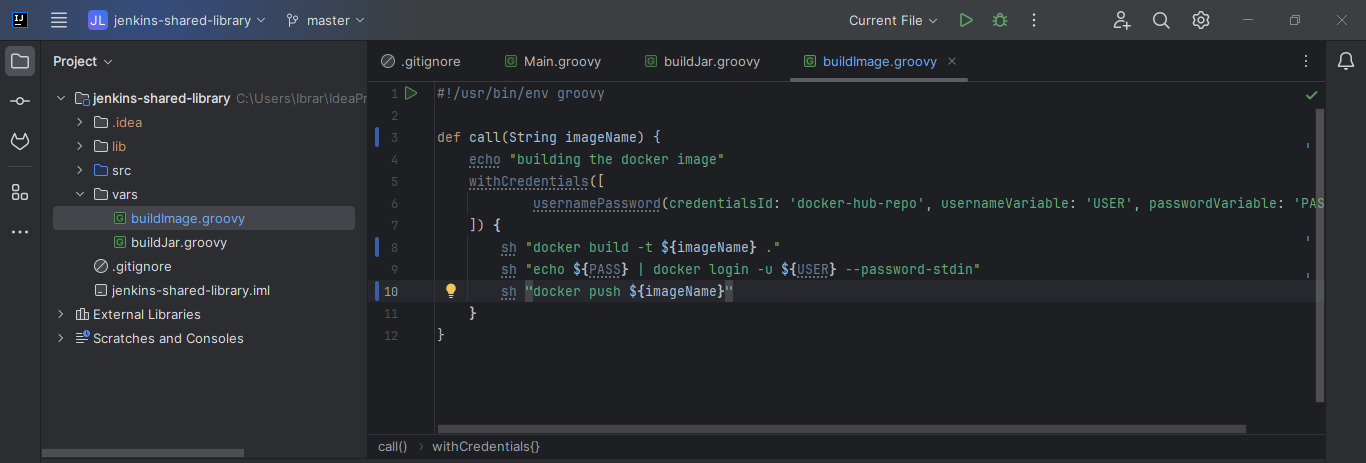 JL jenkins-shared-library master Current File
Project
.gitignore Main.groovy buildJar.groovy buildImage.groovy
jenkins-shared-library C:\Users\Ibrar\IdeaPr
.idea
lib
src
vars
buildImage.groovy
buildJar.groovy
.gitignore
jenkins-shared-library.iml
External Libraries
Scratches and Consoles
1 #!/usr/bin/env groovy
2
3 def call(String imageName) {
4 echo "building the docker image"
5 withCredentials([
6 usernamePassword(credentialsId: 'docker-hub-repo', usernameVariable: 'USER', passwordVariable: 'PAS
7 ]) {
8 sh "docker build -t ${imageName} ."
9 sh "echo ${PASS} | docker login -u ${USER} --password-stdin"
10 sh "docker push ${imageName}"
11 }
12 }
call() › withCredentials{}